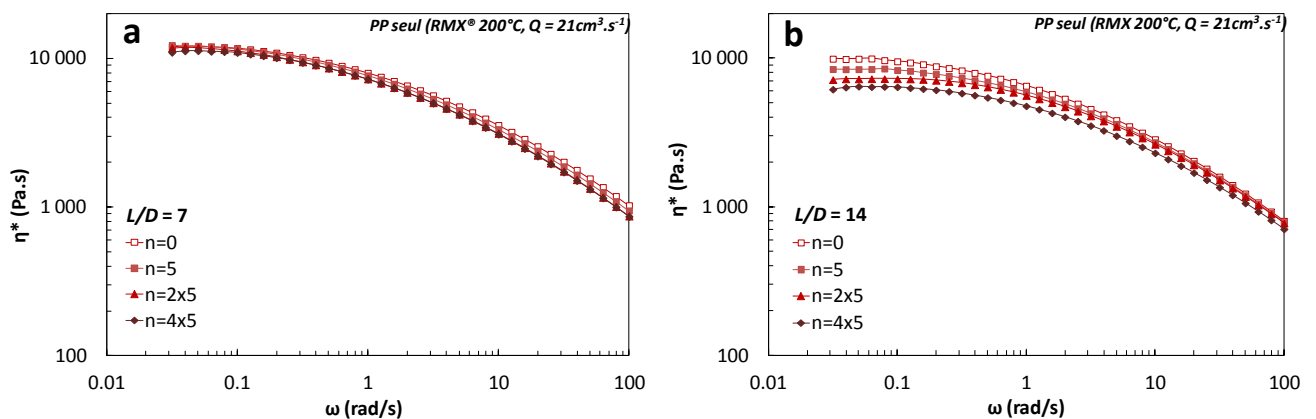 a
PP seul (RMX® 200°C, Q = 21cm³.s⁻¹)
10 000
1 000
100
η* (Pa.s)
L/D = 7
n=0
n=5
n=2x5
n=4x5
0.01 0.1 1 10 100
ω (rad/s)
b
PP seul (RMX 200°C, Q = 21cm³.s⁻¹)
10 000
1 000
100
η* (Pa.s)
L/D = 14
n=0
n=5
n=2x5
n=4x5
0.01 0.1 1 10 100
ω (rad/s)